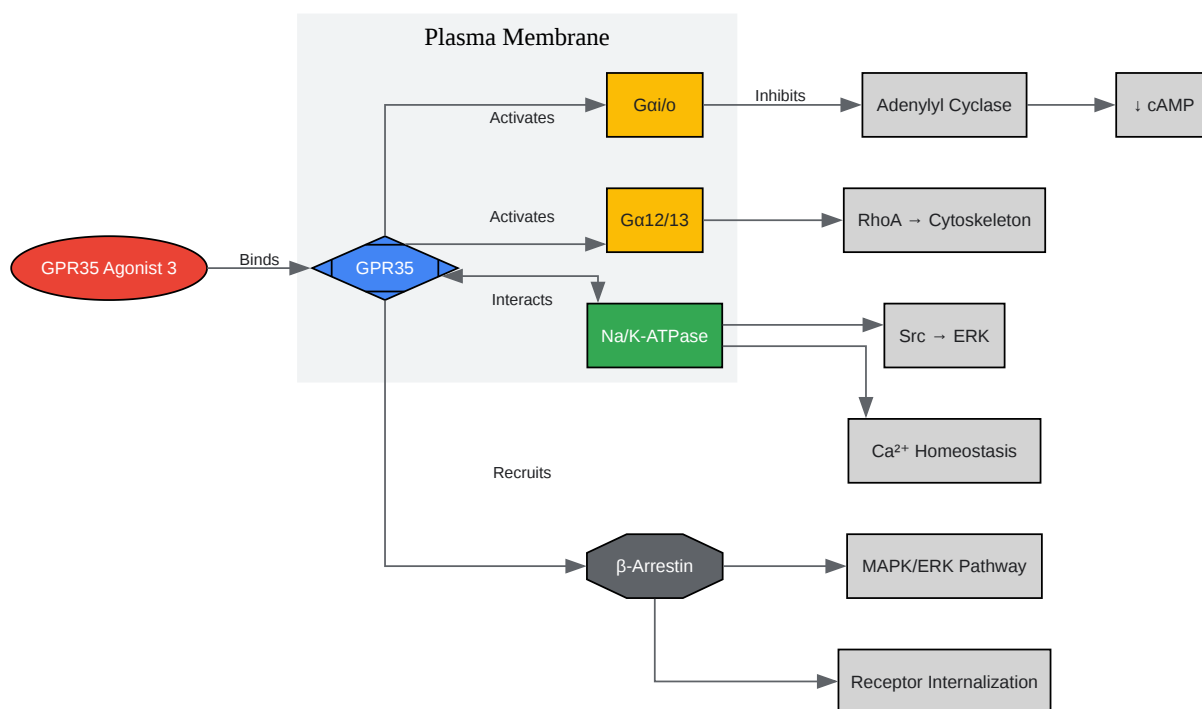 Plasma Membrane
Gαi/o
Inhibits
Adenylyl Cyclase
↓ cAMP
Activates
Activates
Gα12/13
RhoA → Cytoskeleton
GPR35 Agonist 3
Binds
GPR35
Interacts
Na/K-ATPase
Src → ERK
Ca²⁺ Homeostasis
Recruits
β-Arrestin
MAPK/ERK Pathway
Receptor Internalization